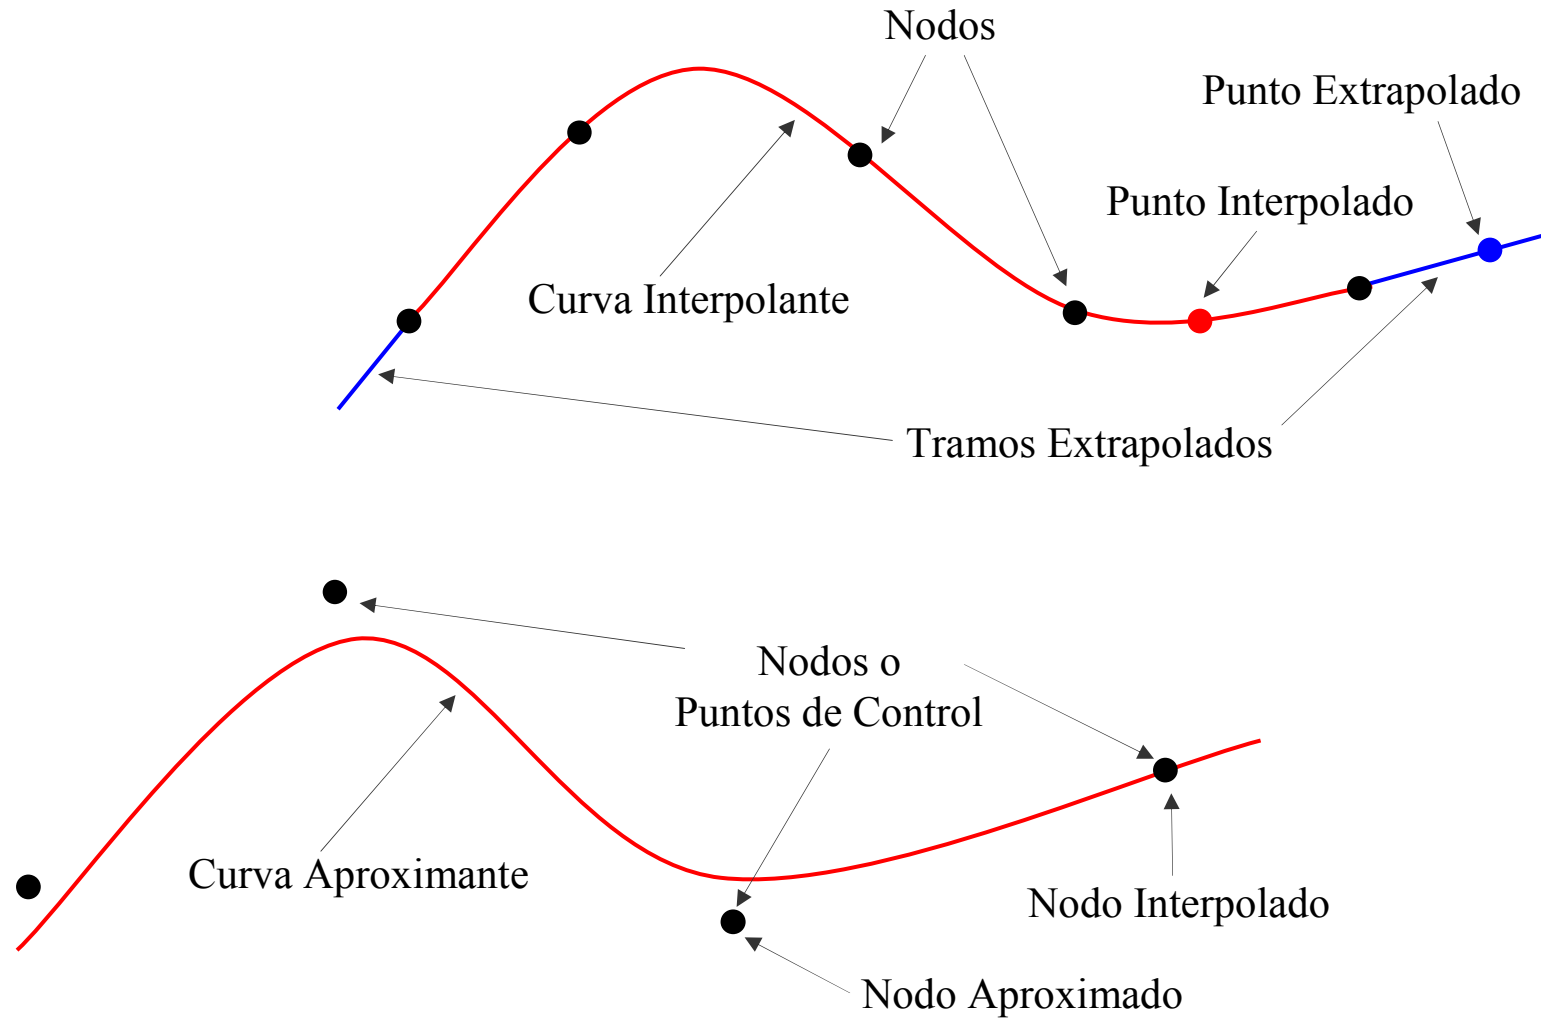 Nodos
Punto Extrapolado
Punto Interpolado
Curva Interpolante
Tramos Extrapolados
Nodos o
Puntos de Control
Curva Aproximante
Nodo Interpolado
Nodo Aproximado